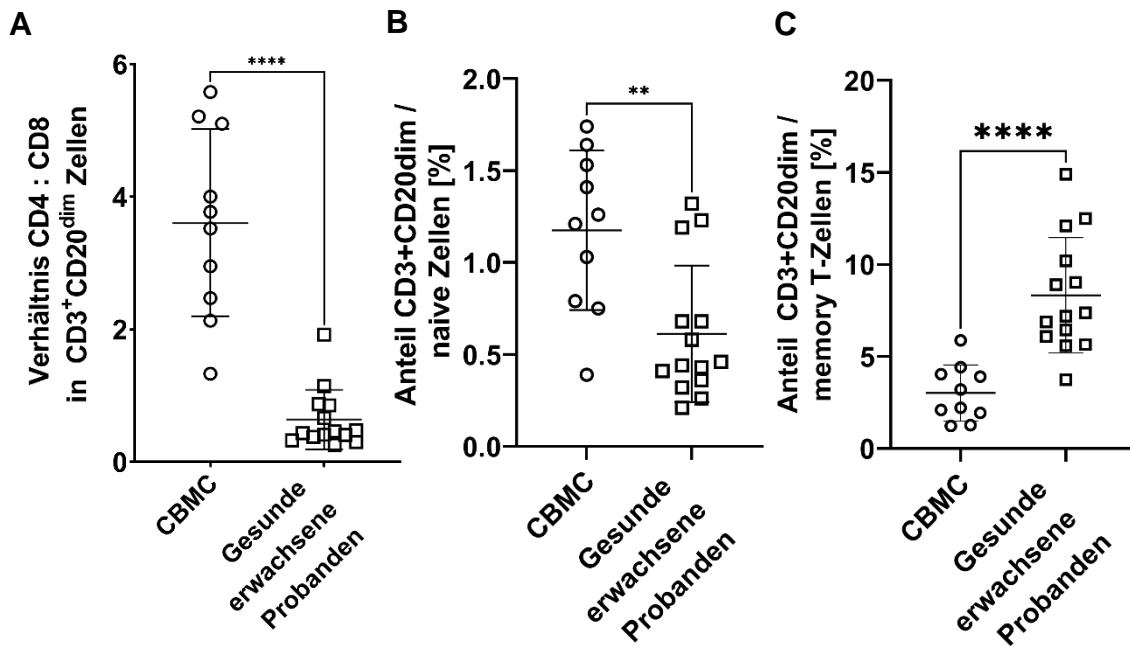 A
Verhältnis CD4 : CD8
in CD3⁺CD20ᵈⁱᵐ Zellen
6
4
2
0
****
CBMC
Gesunde
erwachsene
Probanden
B
Anteil CD3+CD20dim /
naive Zellen [%]
2.0
1.5
1.0
0.5
0.0
**
CBMC
Gesunde
erwachsene
Probanden
C
Anteil CD3+CD20dim /
memory T-Zellen [%]
20
15
10
5
0
****
CBMC
Gesunde
erwachsene
Probanden